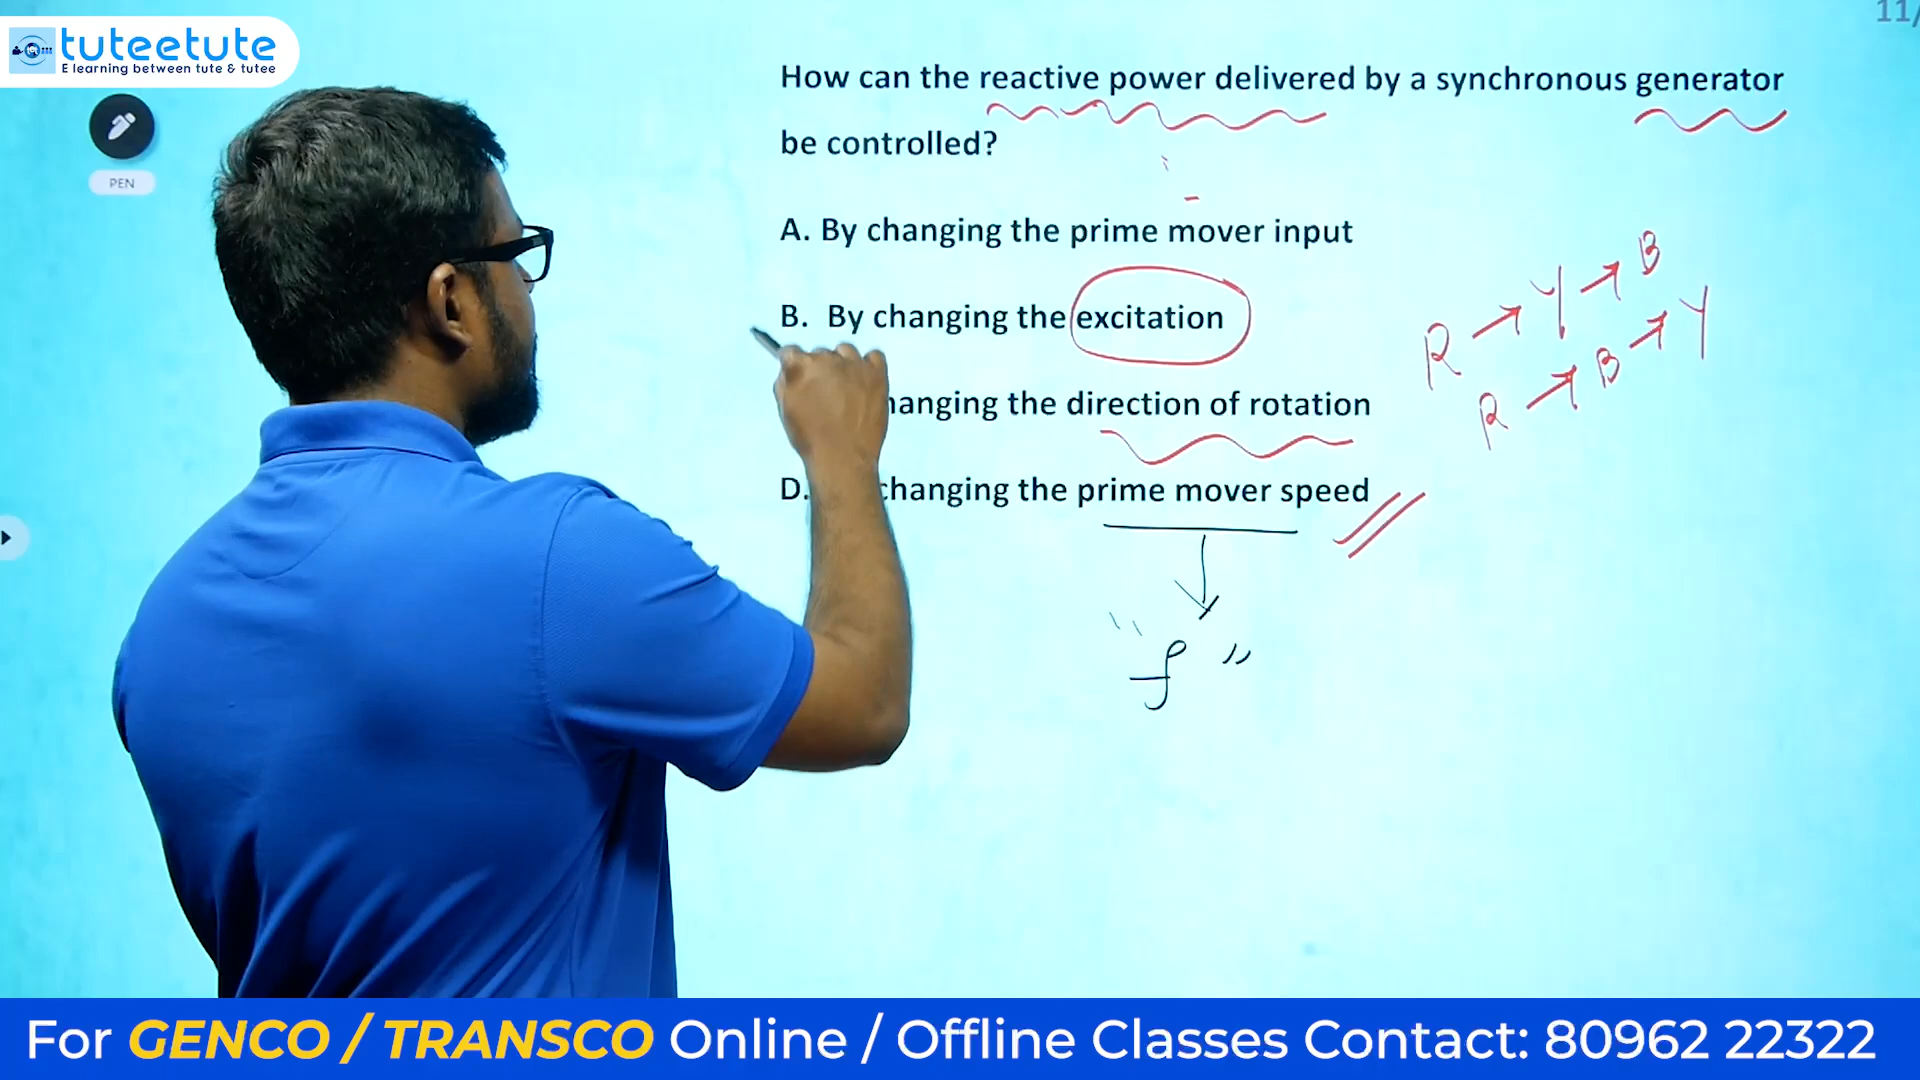 11/
tuteetute
E learning between tute & tutee
PEN
How can the reactive power delivered by a synchronous generator
be controlled?
A. By changing the prime mover input
B. By changing the excitation
hanging the direction of rotation
D. changing the prime mover speed
R → Y → B
R → B → Y
" f "
For GENCO / TRANSCO Online / Offline Classes Contact: 80962 22322